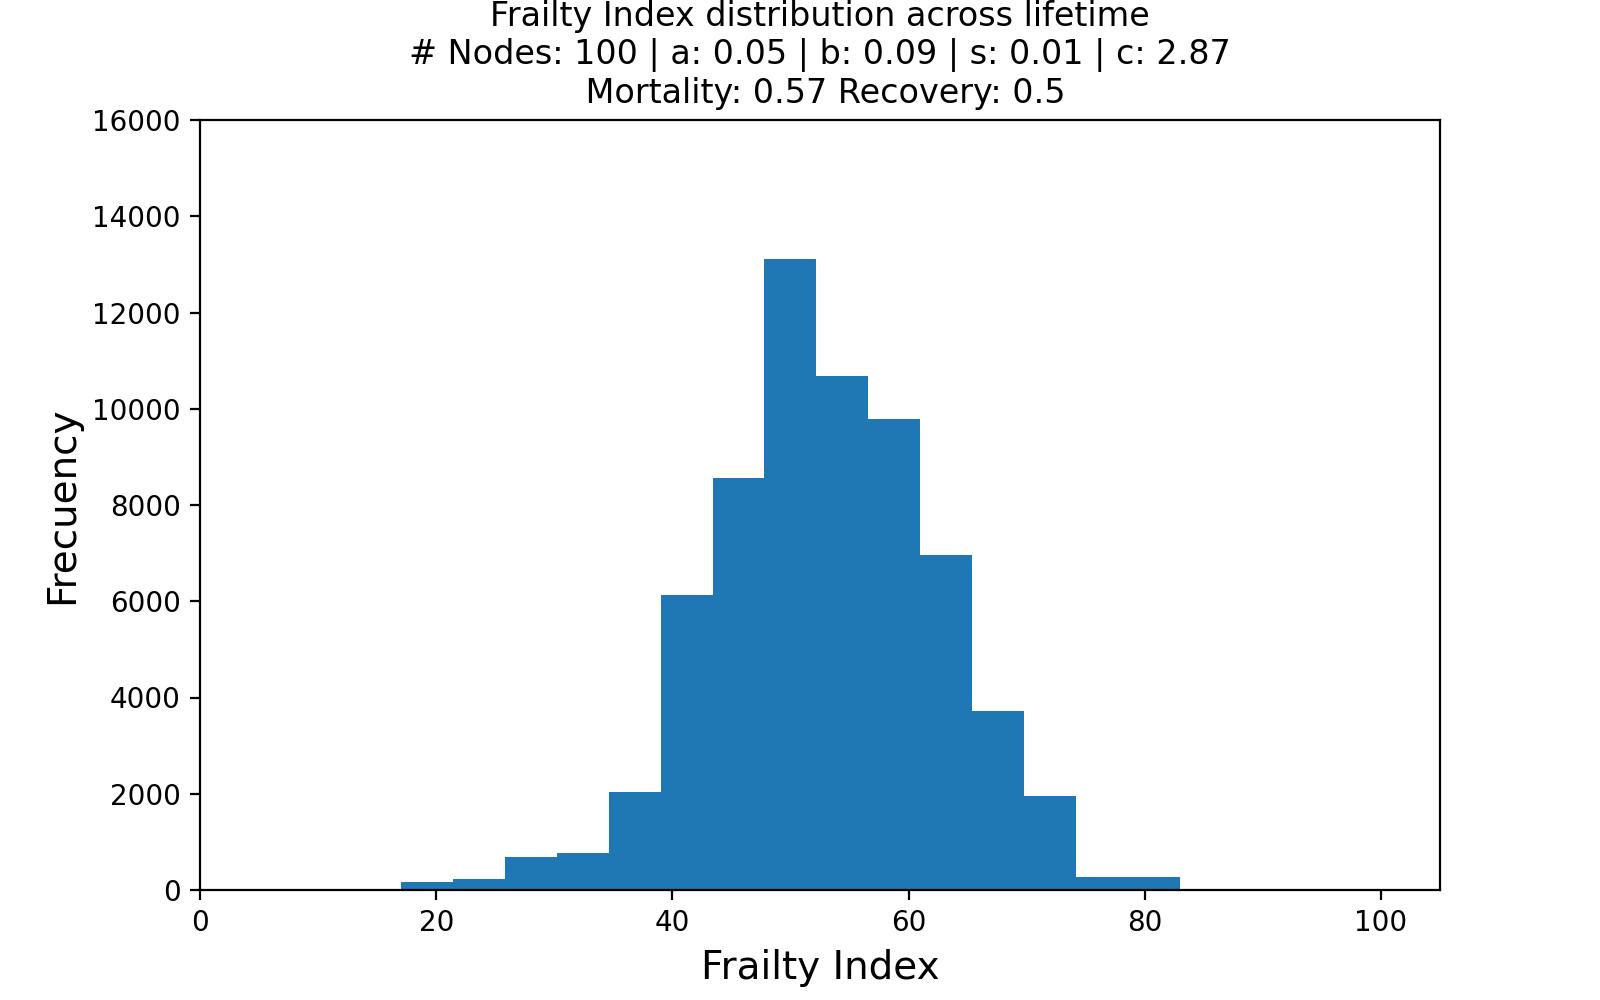 Frailty Index distribution across lifetime
# Nodes: 100 | a: 0.05 | b: 0.09 | s: 0.01 | c: 2.87
Mortality: 0.57 Recovery: 0.5
16000
14000
12000
10000
8000
6000
4000
2000
0
Frecuency
0 20 40 60 80 100
Frailty Index